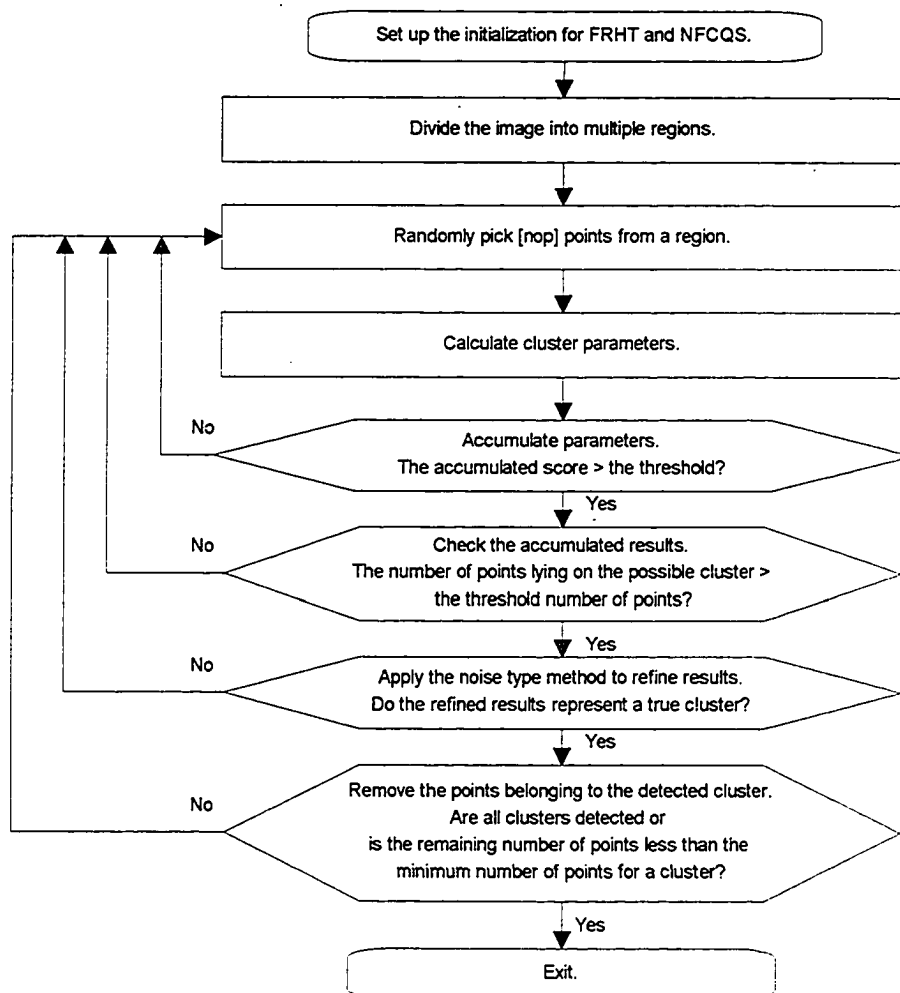 Set up the initialization for FRHT and NFCQS.
Divide the image into multiple regions.
Randomly pick [nop] points from a region.
Calculate cluster parameters.
No
Accumulate parameters.
The accumulated score > the threshold?
Yes
No
Check the accumulated results.
The number of points lying on the possible cluster >
the threshold number of points?
Yes
No
Apply the noise type method to refine results.
Do the refined results represent a true cluster?
Yes
No
Remove the points belonging to the detected cluster.
Are all clusters detected or
is the remaining number of points less than the
minimum number of points for a cluster?
Yes
Exit.